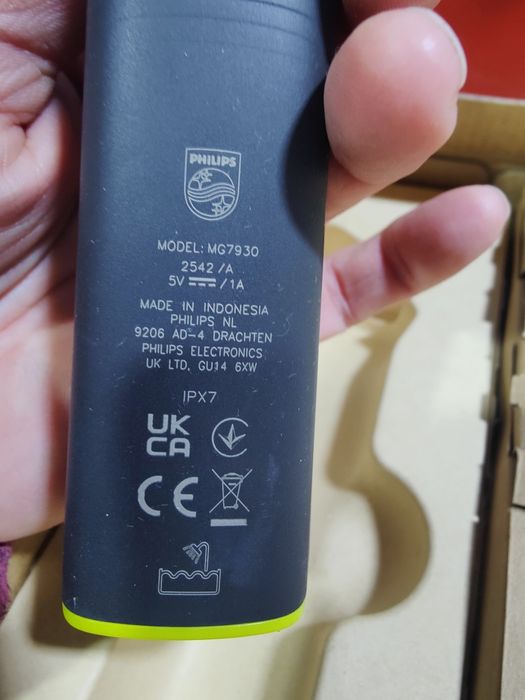 PHILIPS
MODEL: MG7930
2542 /A
5V ⎓ /1A
MADE IN INDONESIA
PHILIPS NL
9206 AD-4 DRACHTEN
PHILIPS ELECTRONICS
UK LTD, GU14 6XW
IPX7
UK
CA
CE